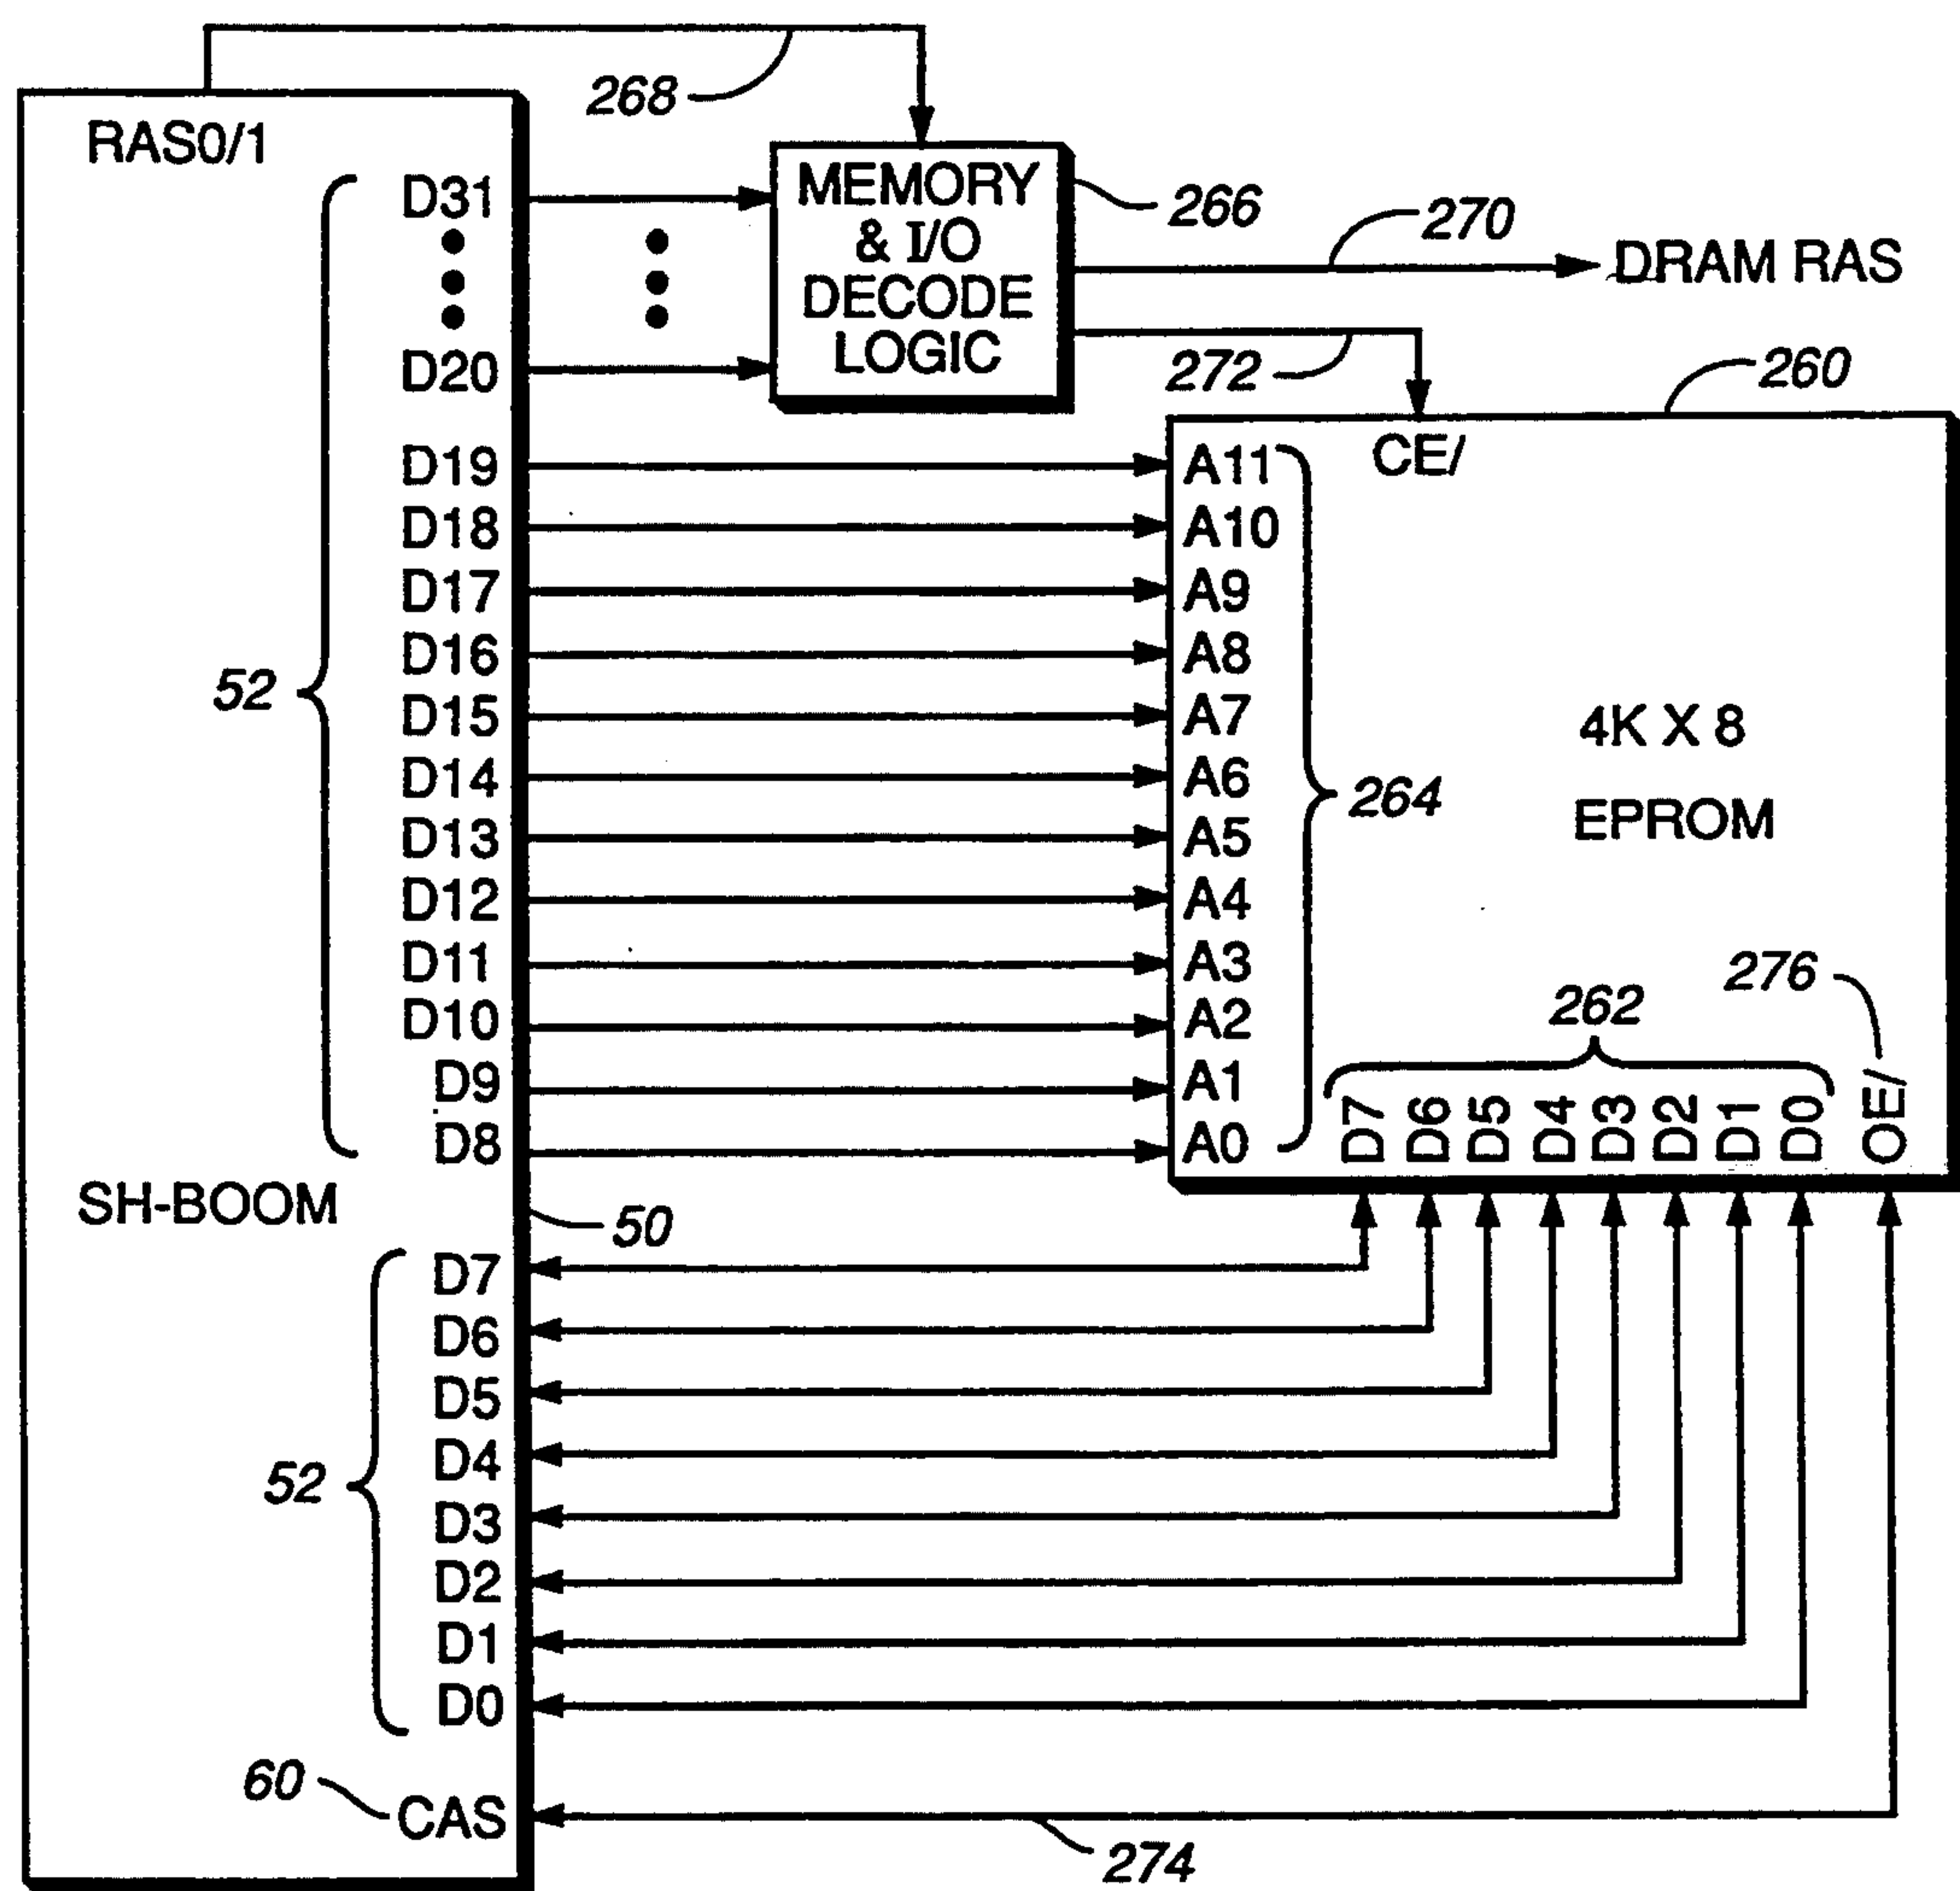 268
RAS0/1
D31
D20
MEMORY
& I/O
DECODE
LOGIC
266
270
DRAM RAS
272
260
CE/
52
D19
D18
D17
D16
D15
D14
D13
D12
D11
D10
D9
D8
A11
A10
A9
A8
A7
A6
A5
A4
A3
A2
A1
A0
264
4K X 8
EPROM
262
276
D7
D6
D5
D4
D3
D2
D1
D0
OE/
SH-BOOM
50
52
D7
D6
D5
D4
D3
D2
D1
D0
60
CAS
274